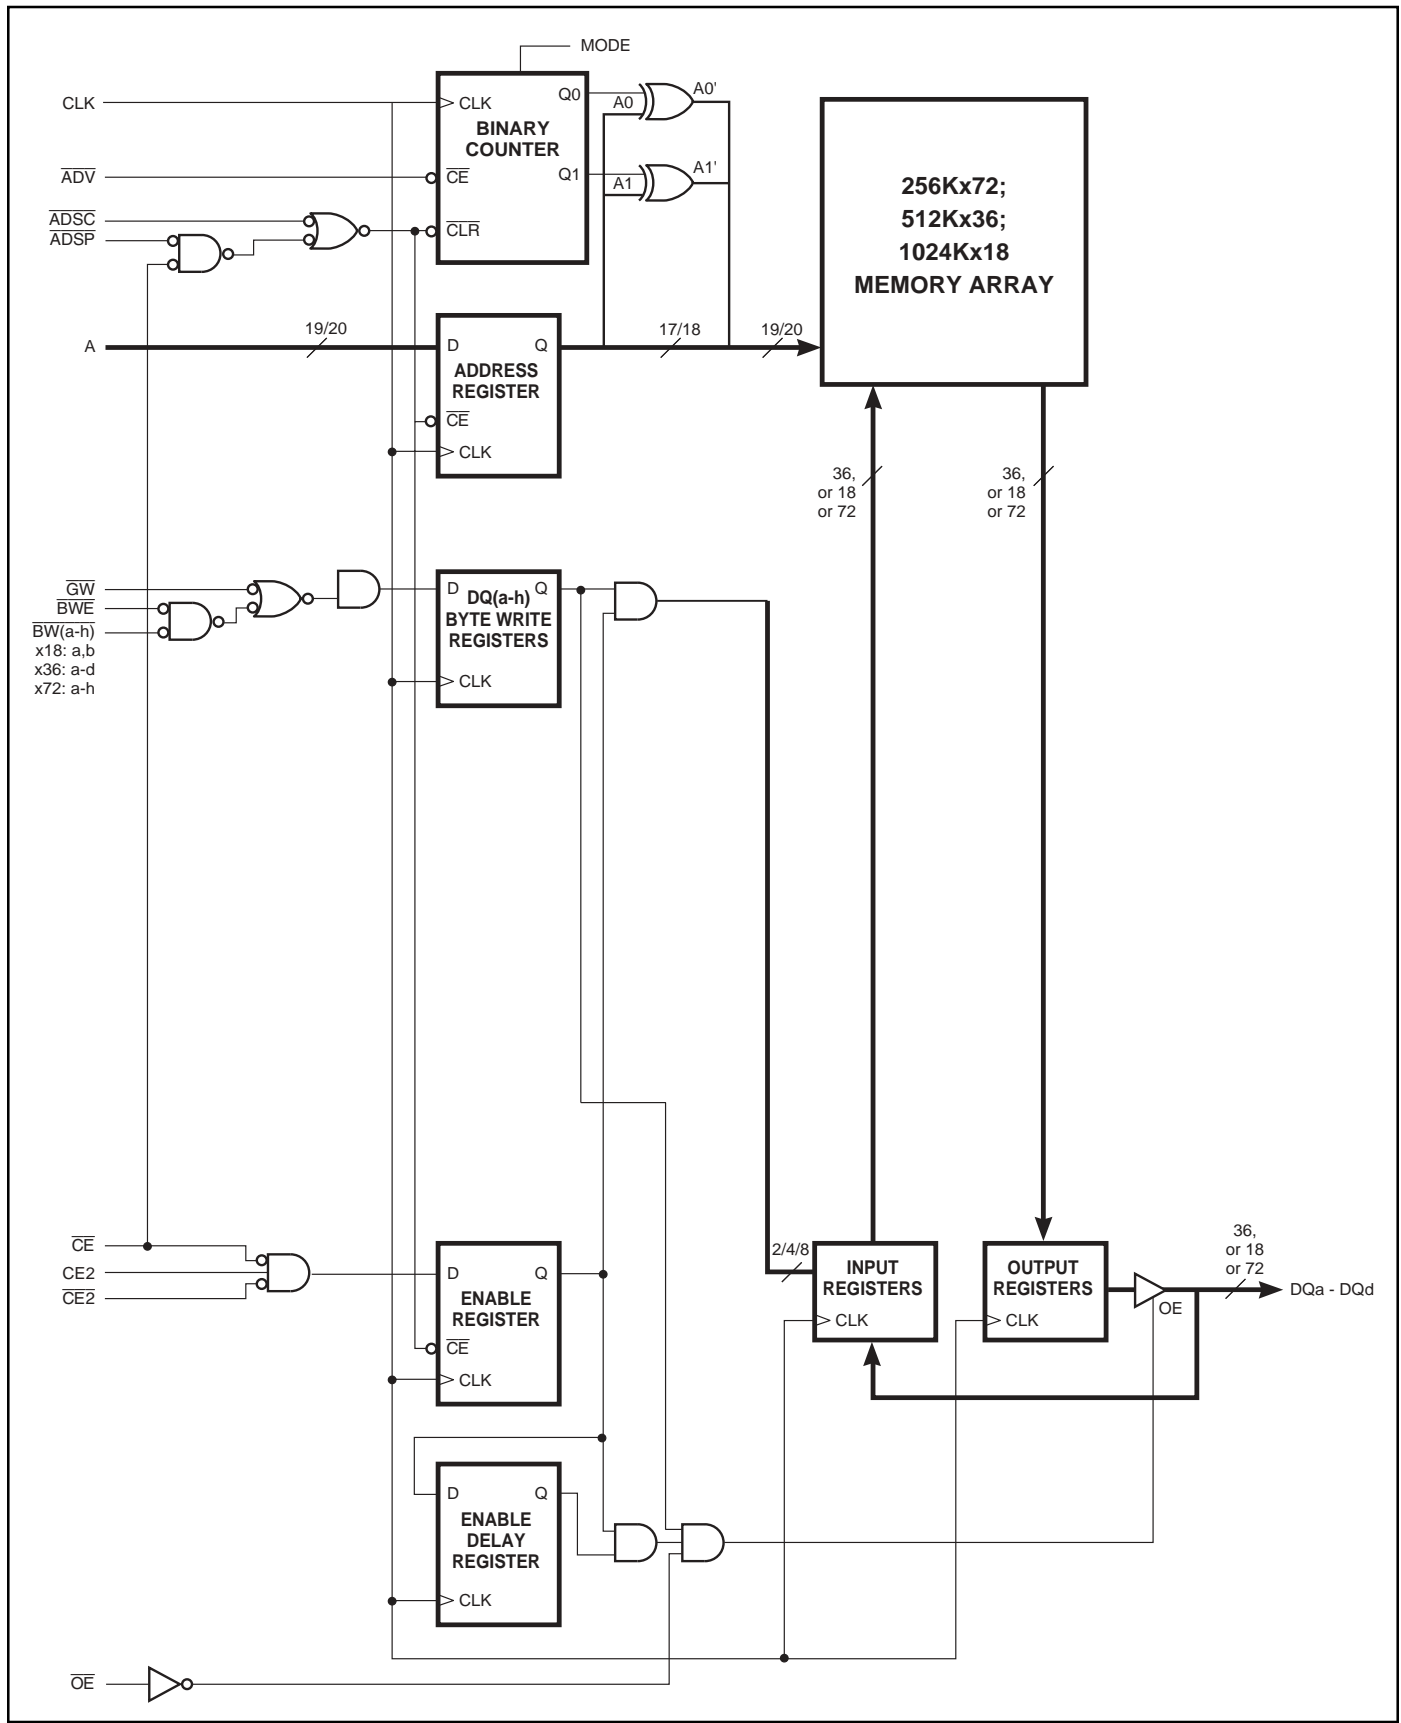 MODE
CLK
CLK
Q0
A0
A0'
BINARY
COUNTER
ADV
CE
Q1
A1
A1'
ADSC
ADSP
CLR
256Kx72;
512Kx36;
1024Kx18
MEMORY ARRAY
A
19/20
D
Q
17/18
19/20
ADDRESS
REGISTER
CE
CLK
36,
or 18
or 72
36,
or 18
or 72
GW
BWE
BW(a-h)
x18: a,b
x36: a-d
x72: a-h
D
Q
DQ(a-h)
BYTE WRITE
REGISTERS
CLK
CE
CE2
CE2
D
Q
ENABLE
REGISTER
CE
CLK
2/4/8
INPUT
REGISTERS
CLK
OUTPUT
REGISTERS
CLK
OE
36,
or 18
or 72
DQa - DQd
D
Q
ENABLE
DELAY
REGISTER
CLK
OE